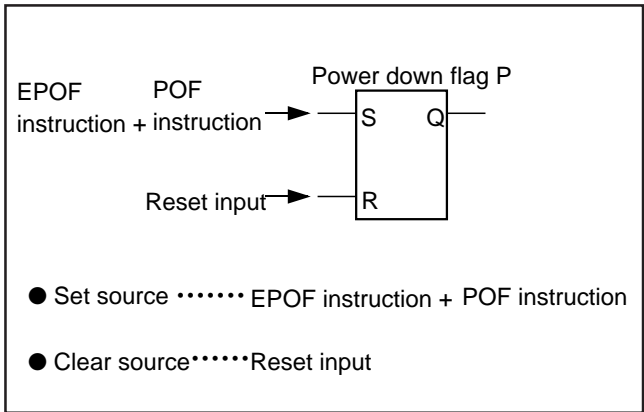 Power down flag P
EPOF instruction + POF instruction
S Q
Reset input R
● Set source ······· EPOF instruction + POF instruction
● Clear source ······ Reset input